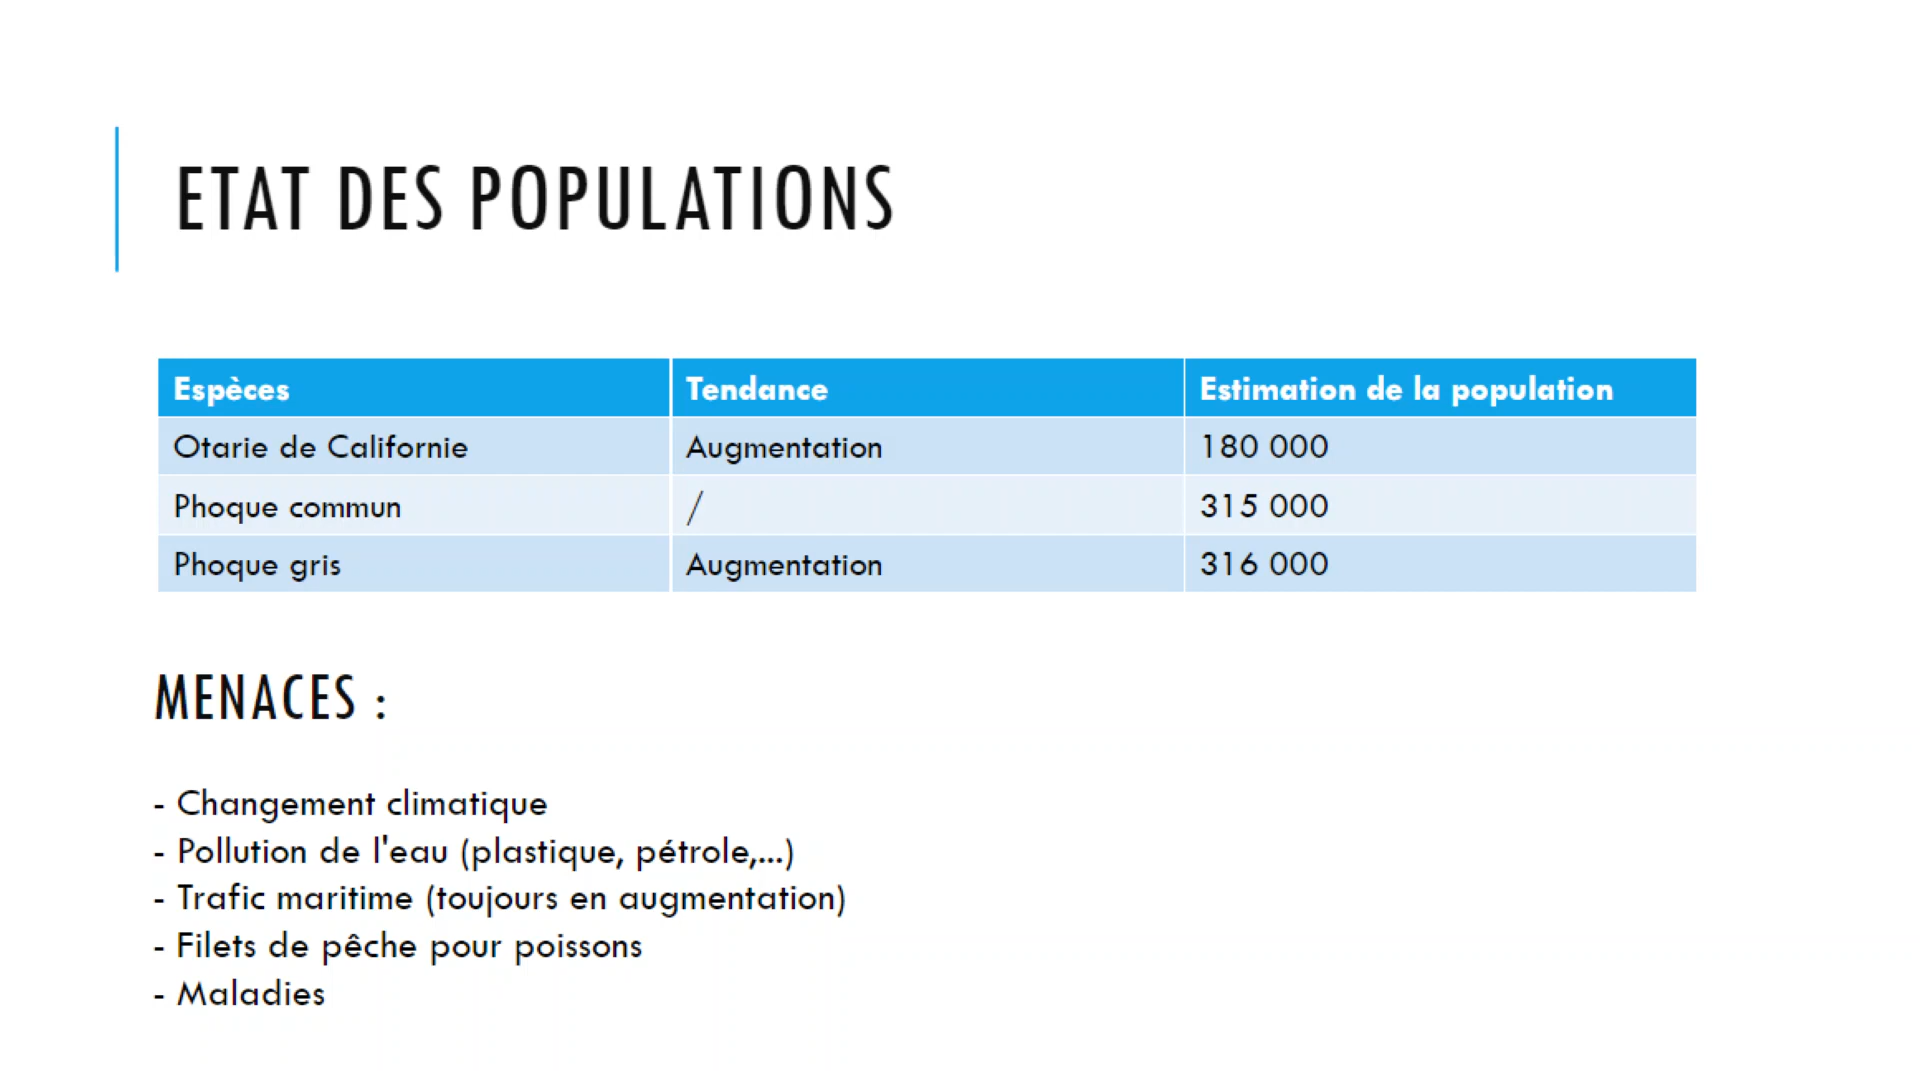 ETAT DES POPULATIONS
Espèces Tendance Estimation de la population
Otarie de Californie Augmentation 180 000
Phoque commun / 315 000
Phoque gris Augmentation 316 000
MENACES :
- Changement climatique
- Pollution de l'eau (plastique, pétrole,...)
- Trafic maritime (toujours en augmentation)
- Filets de pêche pour poissons
- Maladies